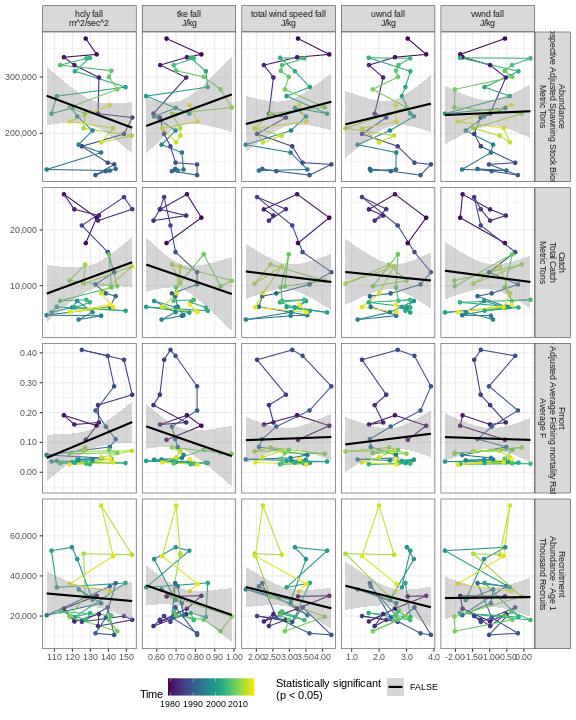 hdly fall
m^2/sec^2
tke fall
J/kg
total wind speed fall
J/kg
uwnd fall
J/kg
vwnd fall
J/kg
300,000
200,000
Abundance
Adjusted Spawning Stock
Metric Tons
20,000
10,000
Catch
Total Catch
Metric Tons
0.40
0.30
0.20
0.10
0.00
Fmort
Adjusted Average Fishing mortality
Average F
60,000
40,000
20,000
Recruitment
Abundance - Age 1
Thousand Recruits
110 120 130 140 150
0.60 0.70 0.80 0.90 1.00
2.00 2.50 3.00 3.50 4.00
1.0 2.0 3.0 4.0
-2.00 -1.50 -1.00 -0.50 0.00
Time
1980 1990 2000 2010
Statistically significant
(p < 0.05)
FALSE